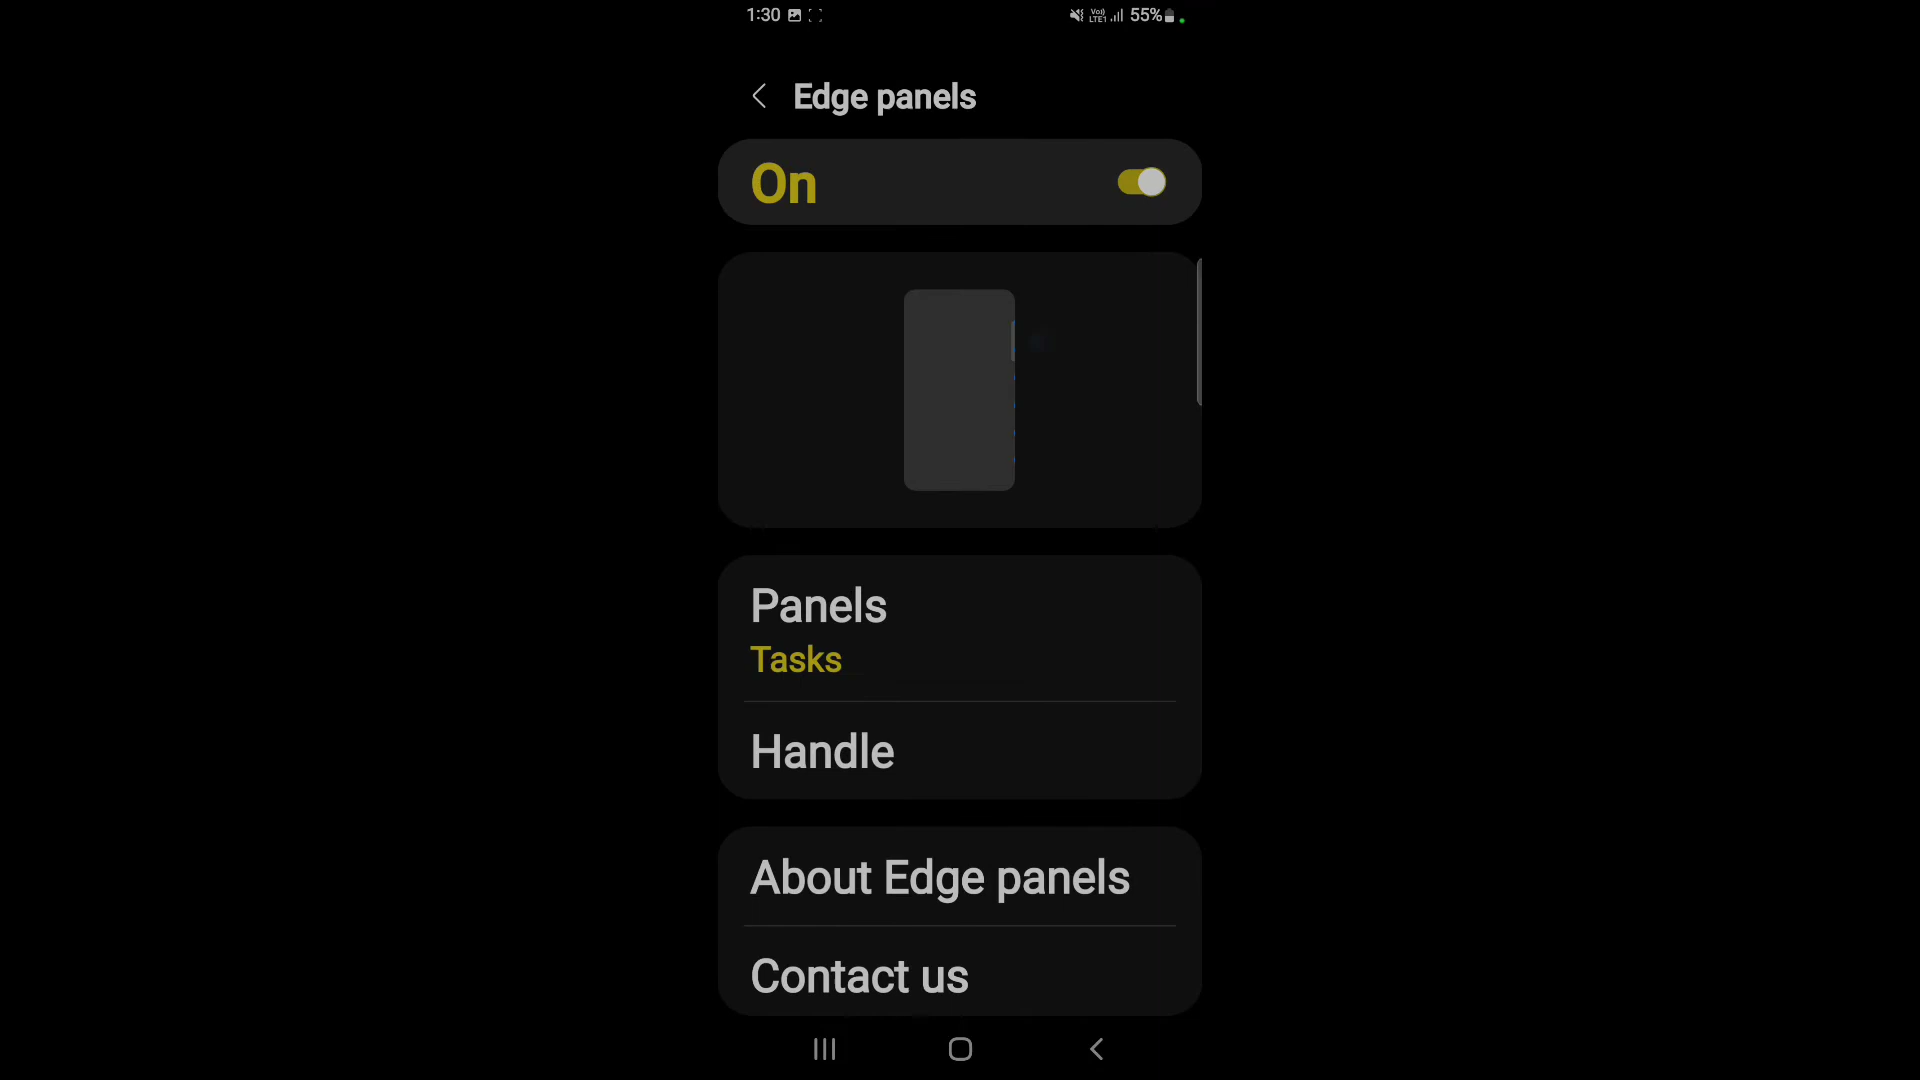 1:30 55%
Edge panels
On
Panels
Tasks
Handle
About Edge panels
Contact us